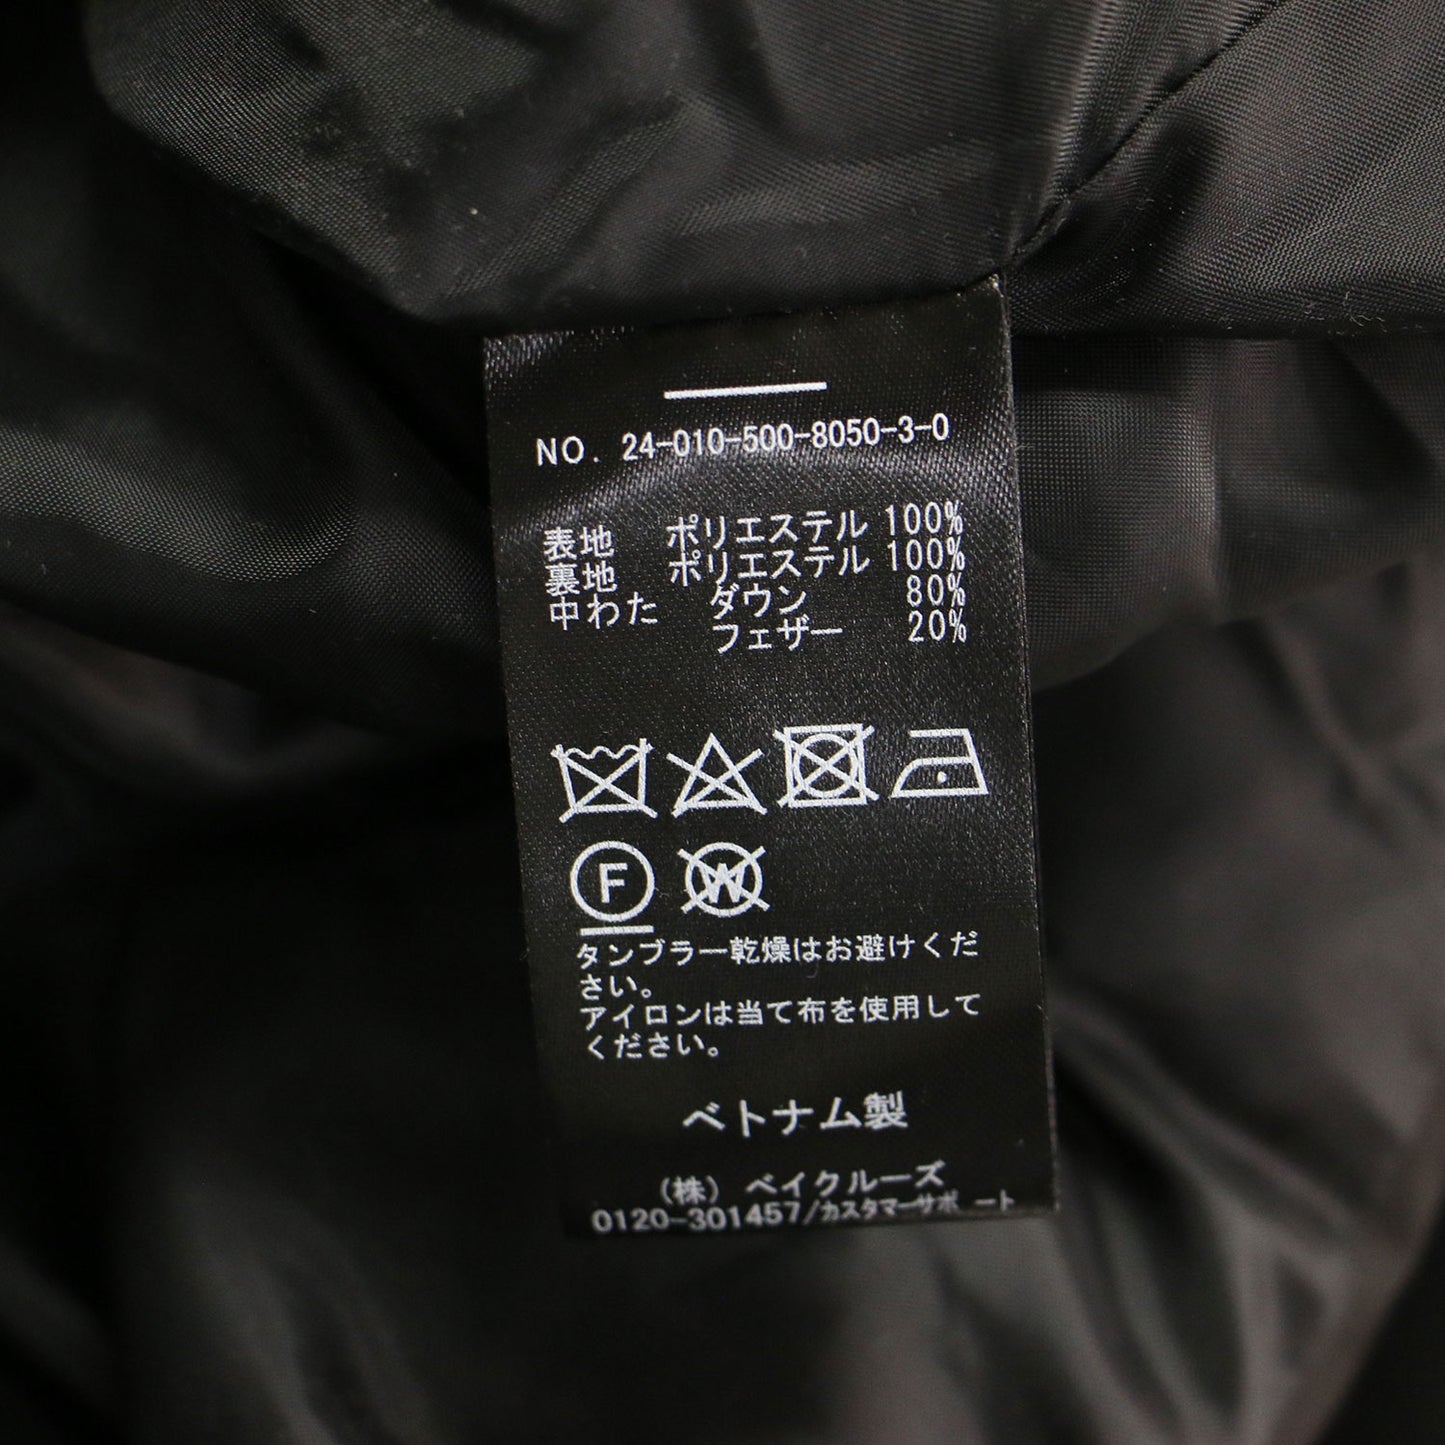 NO. 24-010-500-8050-3-0
表地 ポリエステル 100%
裏地 ポリエステル 100%
中わた ダウン 80%
フェザー 20%
F W
タンブラー乾燥はお避けくだ
さい。
アイロンは当て布を使用して
ください。
ベトナム製
(株) ベイクルーズ
0120-301457/カスタマーサポート